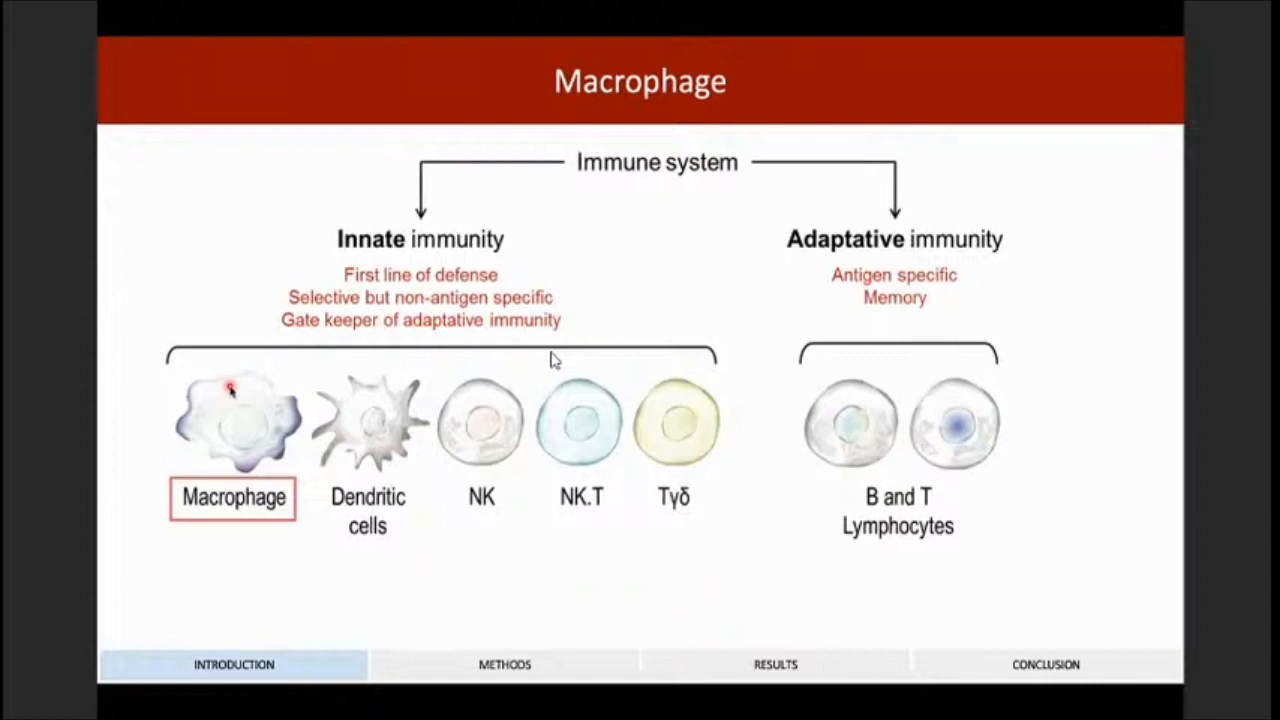 Macrophage
Immune system
Innate immunity
First line of defense
Selective but non-antigen specific
Gate keeper of adaptative immunity
Adaptative immunity
Antigen specific
Memory
Macrophage
Dendritic
cells
NK
NK.T
Tγδ
B and T
Lymphocytes
INTRODUCTION
METHODS
RESULTS
CONCLUSION